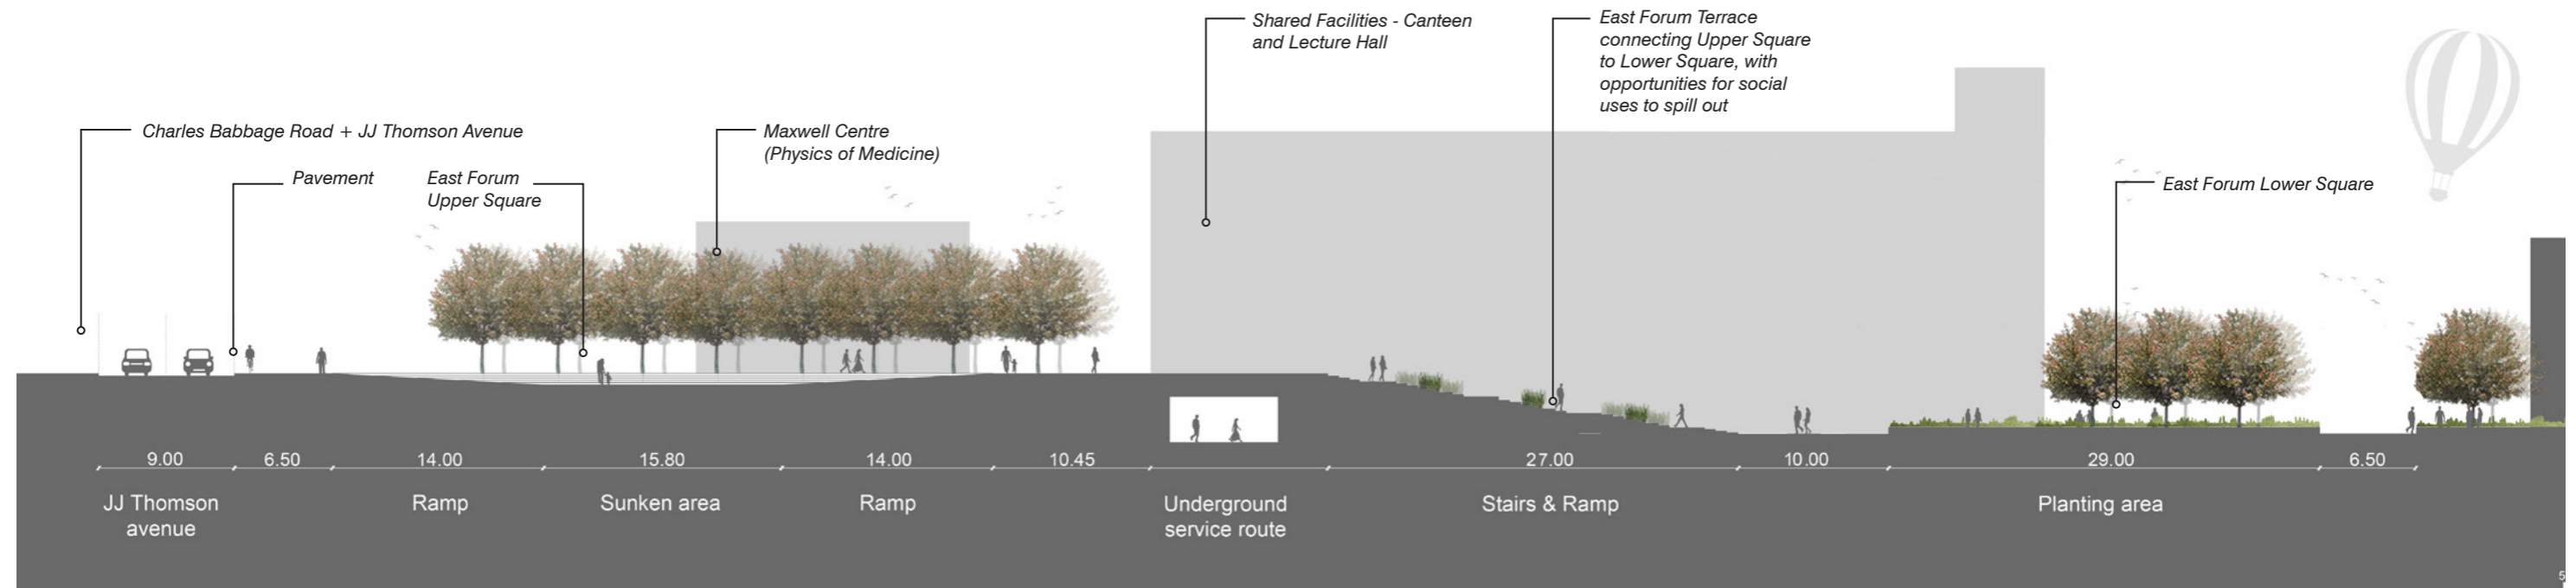 Shared Facilities - Canteen
and Lecture Hall
East Forum Terrace
connecting Upper Square
to Lower Square, with
opportunities for social
uses to spill out
Charles Babbage Road + JJ Thomson Avenue
Maxwell Centre
(Physics of Medicine)
Pavement
East Forum
Upper Square
East Forum Lower Square
9.00
6.50
14.00
15.80
14.00
10.45
27.00
10.00
29.00
6.50
JJ Thomson
avenue
Ramp
Sunken area
Ramp
Underground
service route
Stairs & Ramp
Planting area